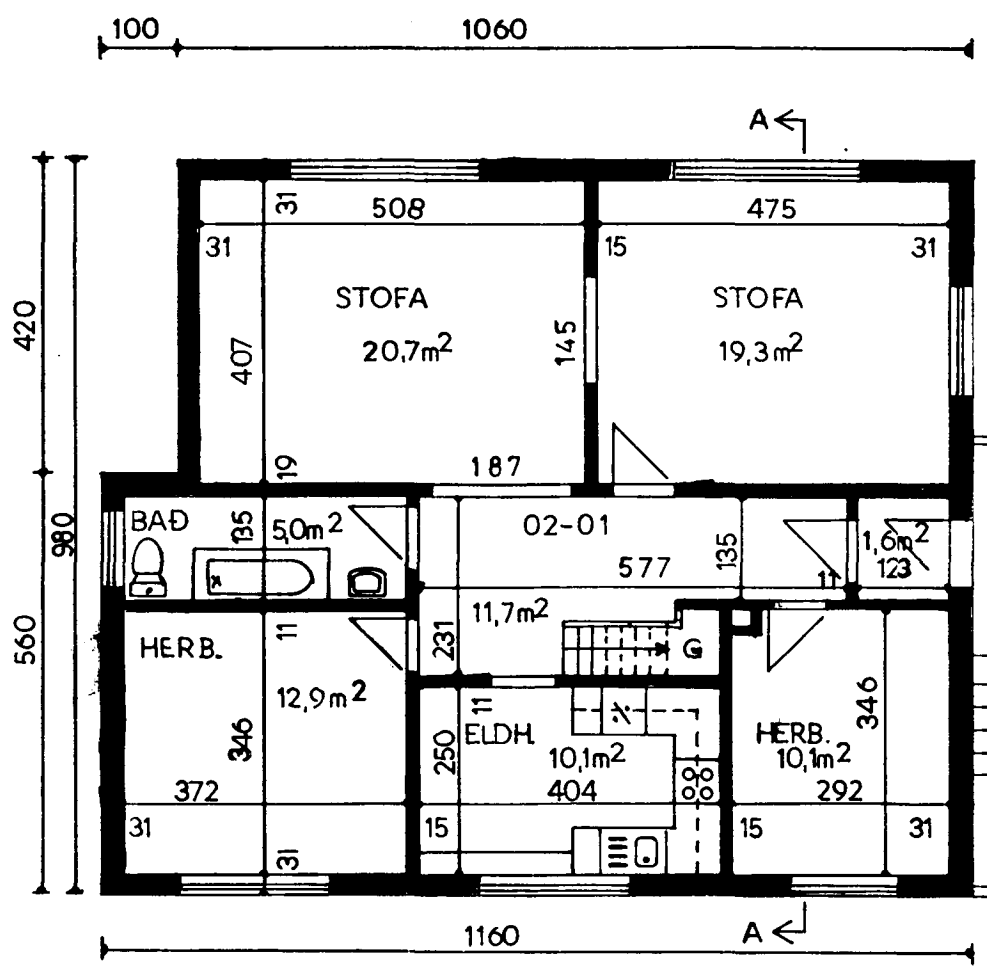 100 1060
A
31
508 475
31 15 31
STOFA STOFA
420
20,7m² 145 19,3m²
407
19 187
BAÐ 135 5,0m² 02-01 135 1,6m²
980
577 11 123
11,7m²
560 11 231 G
HERB.
12,9m² 11 346
346 250 ELDH. 10,1m² HERB.
10,1m²
372 404 292
31 15 15 31
31
A
1160